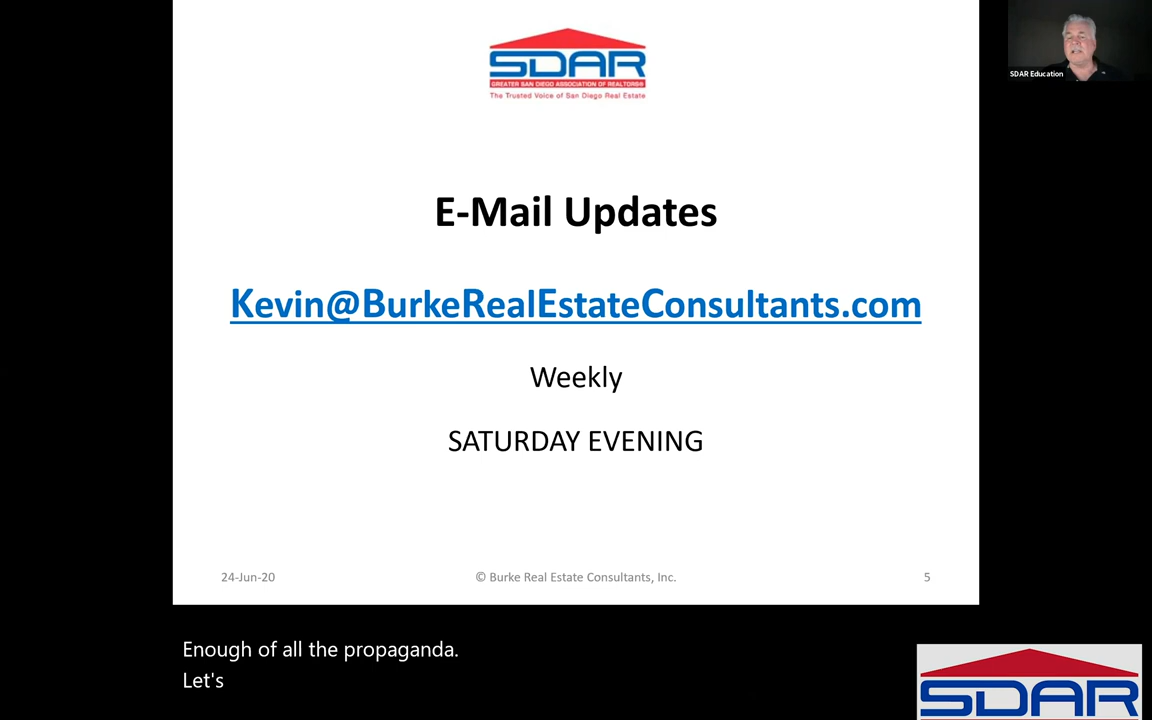 SDAR
GREATER SAN DIEGO ASSOCIATION OF REALTORS®
The Trusted Voice of San Diego Real Estate
SDAR Education
E-Mail Updates
Kevin@BurkeRealEstateConsultants.com
Weekly
SATURDAY EVENING
24-Jun-20
© Burke Real Estate Consultants, Inc.
5
Enough of all the propaganda.
Let's
SDAR